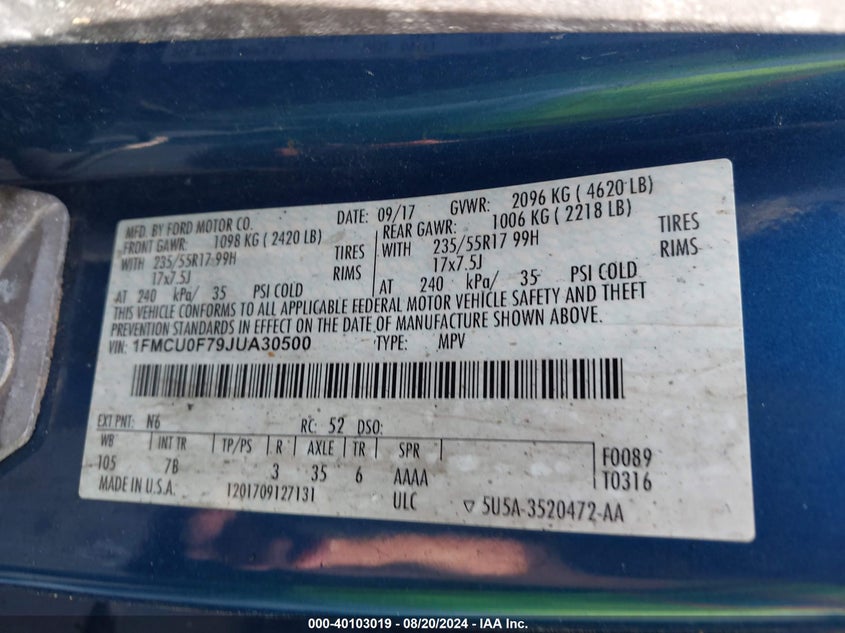 MFD. BY FORD MOTOR CO. DATE: 09/17 GVWR: 2096 KG ( 4620 LB)
FRONT GAWR: 1098 KG ( 2420 LB) REAR GAWR: 1006 KG ( 2218 LB)
WITH 235/55R17 99H TIRES WITH 235/55R17 99H TIRES
17x7.5J RIMS 17x7.5J RIMS
AT 240 kPa/ 35 PSI COLD AT 240 kPa/ 35 PSI COLD
THIS VEHICLE CONFORMS TO ALL APPLICABLE FEDERAL MOTOR VEHICLE SAFETY AND THEFT
PREVENTION STANDARDS IN EFFECT ON THE DATE OF MANUFACTURE SHOWN ABOVE.
VIN: 1FMCU0F79JUA30500 TYPE: MPV
EXT PNT: N6 RC: 52 DSO:
WB INT TR TP/PS R AXLE TR SPR F0089
105 7B 3 35 6 AAAA T0316
MADE IN U.S.A. 1201709127131 ULC ▽ 5U5A-3520472-AA
000-40103019 - 08/20/2024 - IAA Inc.